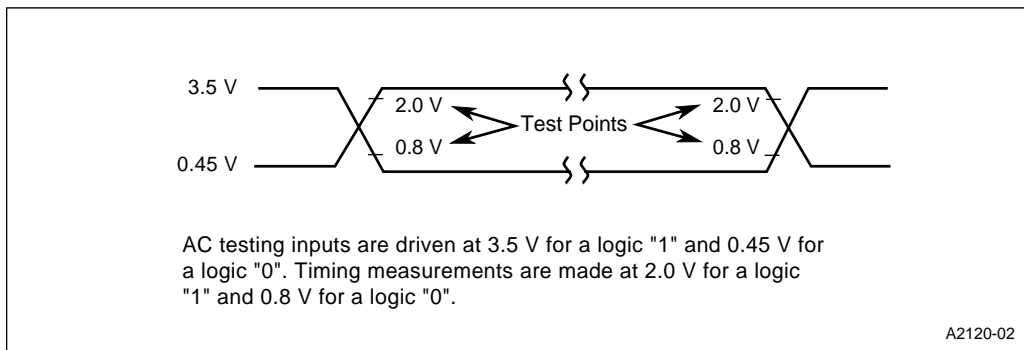 3.5 V
2.0 V
2.0 V
Test Points
0.8 V
0.8 V
0.45 V
AC testing inputs are driven at 3.5 V for a logic "1" and 0.45 V for
a logic "0". Timing measurements are made at 2.0 V for a logic
"1" and 0.8 V for a logic "0".
A2120-02